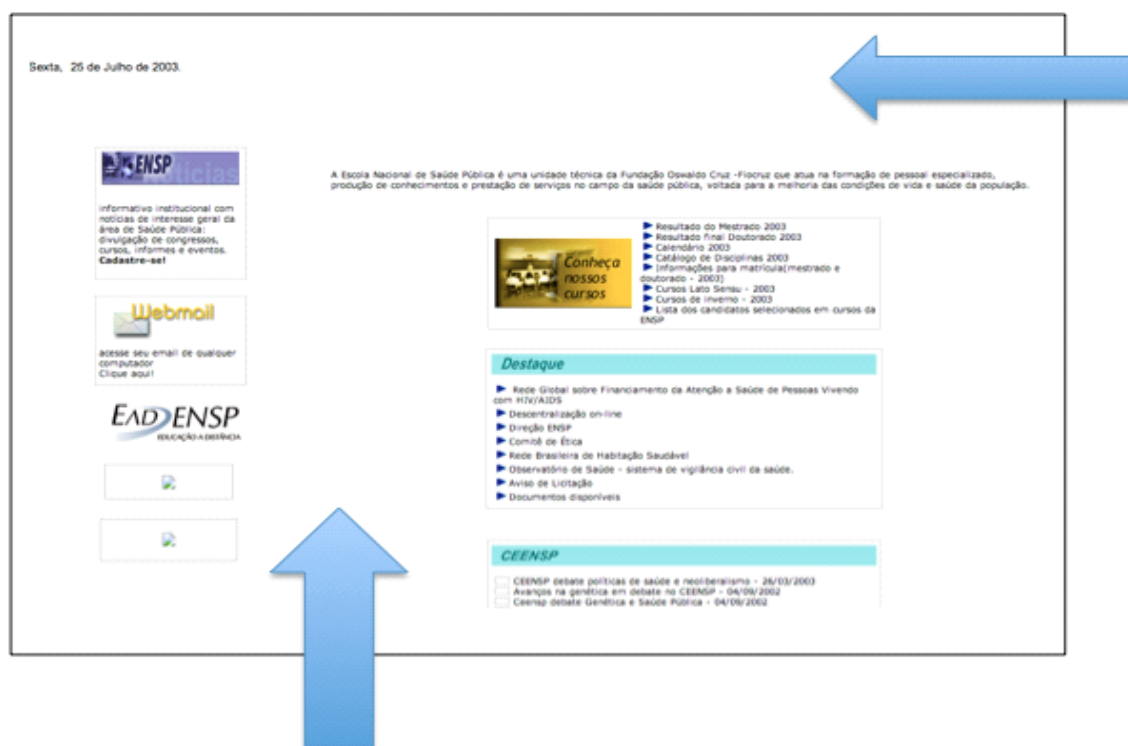 Sexta, 25 de Julho de 2003.
ENSP
Notícias
informativo institucional com
notícias de interesse geral da
área de Saúde Pública:
divulgação de congressos,
cursos, informes e eventos.
Cadastre-se!
Webmail
acesse seu email de qualquer
computador
Clique aqui!
EAD ENSP
EDUCAÇÃO A DISTÂNCIA
A Escola Nacional de Saúde Pública é uma unidade técnica da Fundação Oswaldo Cruz -Fiocruz que atua na formação de pessoal especializado,
produção de conhecimentos e prestação de serviços no campo da saúde pública, voltada para a melhoria das condições de vida e saúde da população.
Conheça
nossos
cursos
Resultado do Mestrado 2003
Resultado final Doutorado 2003
Calendário 2003
Catálogo de Disciplinas 2003
Informações para matrícula(mestrado e
doutorado - 2003)
Cursos Lato Sensu - 2003
Cursos de inverno - 2003
Lista dos candidatos selecionados em cursos da
ENSP
Destaque
Rede Global sobre Financiamento da Atenção a Saúde de Pessoas Vivendo
com HIV/AIDS
Descentralização on-line
Direção ENSP
Comitê de Ética
Rede Brasileira de Habitação Saudável
Observatório de Saúde - sistema de vigilância civil da saúde.
Aviso de Licitação
Documentos disponíveis
CEENSP
CEENSP debate políticas de saúde e neoliberalismo - 26/03/2003
Avanços na genética em debate no CEENSP - 04/09/2002
Ceensp debate Genética e Saúde Pública - 04/09/2002